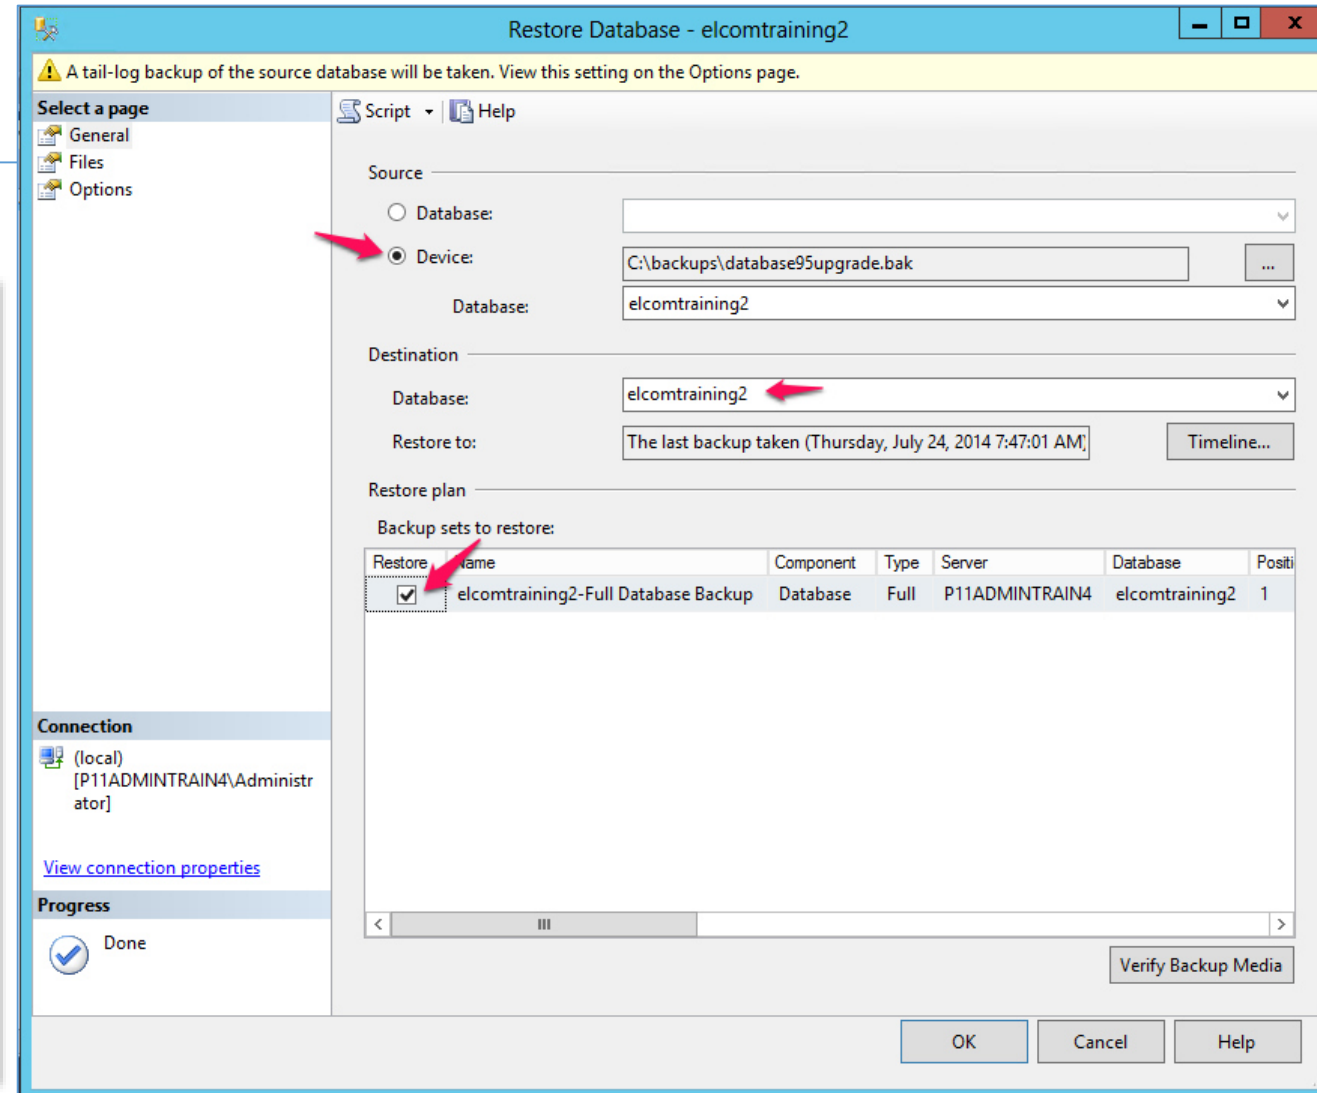 Restore Database - elcomtraining2
A tail-log backup of the source database will be taken. View this setting on the Options page.
Select a page
General
Files
Options
Script
Help
Source
Database:
Device:
C:\backups\database95upgrade.bak
...
Database:
elcomtraining2
Destination
Database:
elcomtraining2
Restore to:
The last backup taken (Thursday, July 24, 2014 7:47:01 AM)
Timeline...
Restore plan
Backup sets to restore:
Restore Name Component Type Server Database Positi
elcomtraining2-Full Database Backup Database Full P11ADMINTRAIN4 elcomtraining2 1
Connection
(local)
[P11ADMINTRAIN4\Administr
ator]
View connection properties
Progress
Done
Verify Backup Media
OK
Cancel
Help